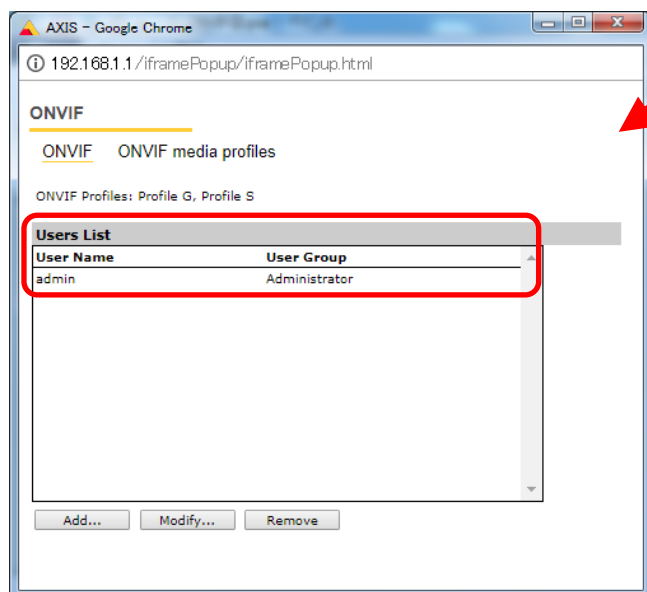 AXIS - Google Chrome
192.168.1.1/iframePopup/iframePopup.html
ONVIF
ONVIF ONVIF media profiles
ONVIF Profiles: Profile G, Profile S
Users List
User Name User Group
admin Administrator
Add... Modify... Remove